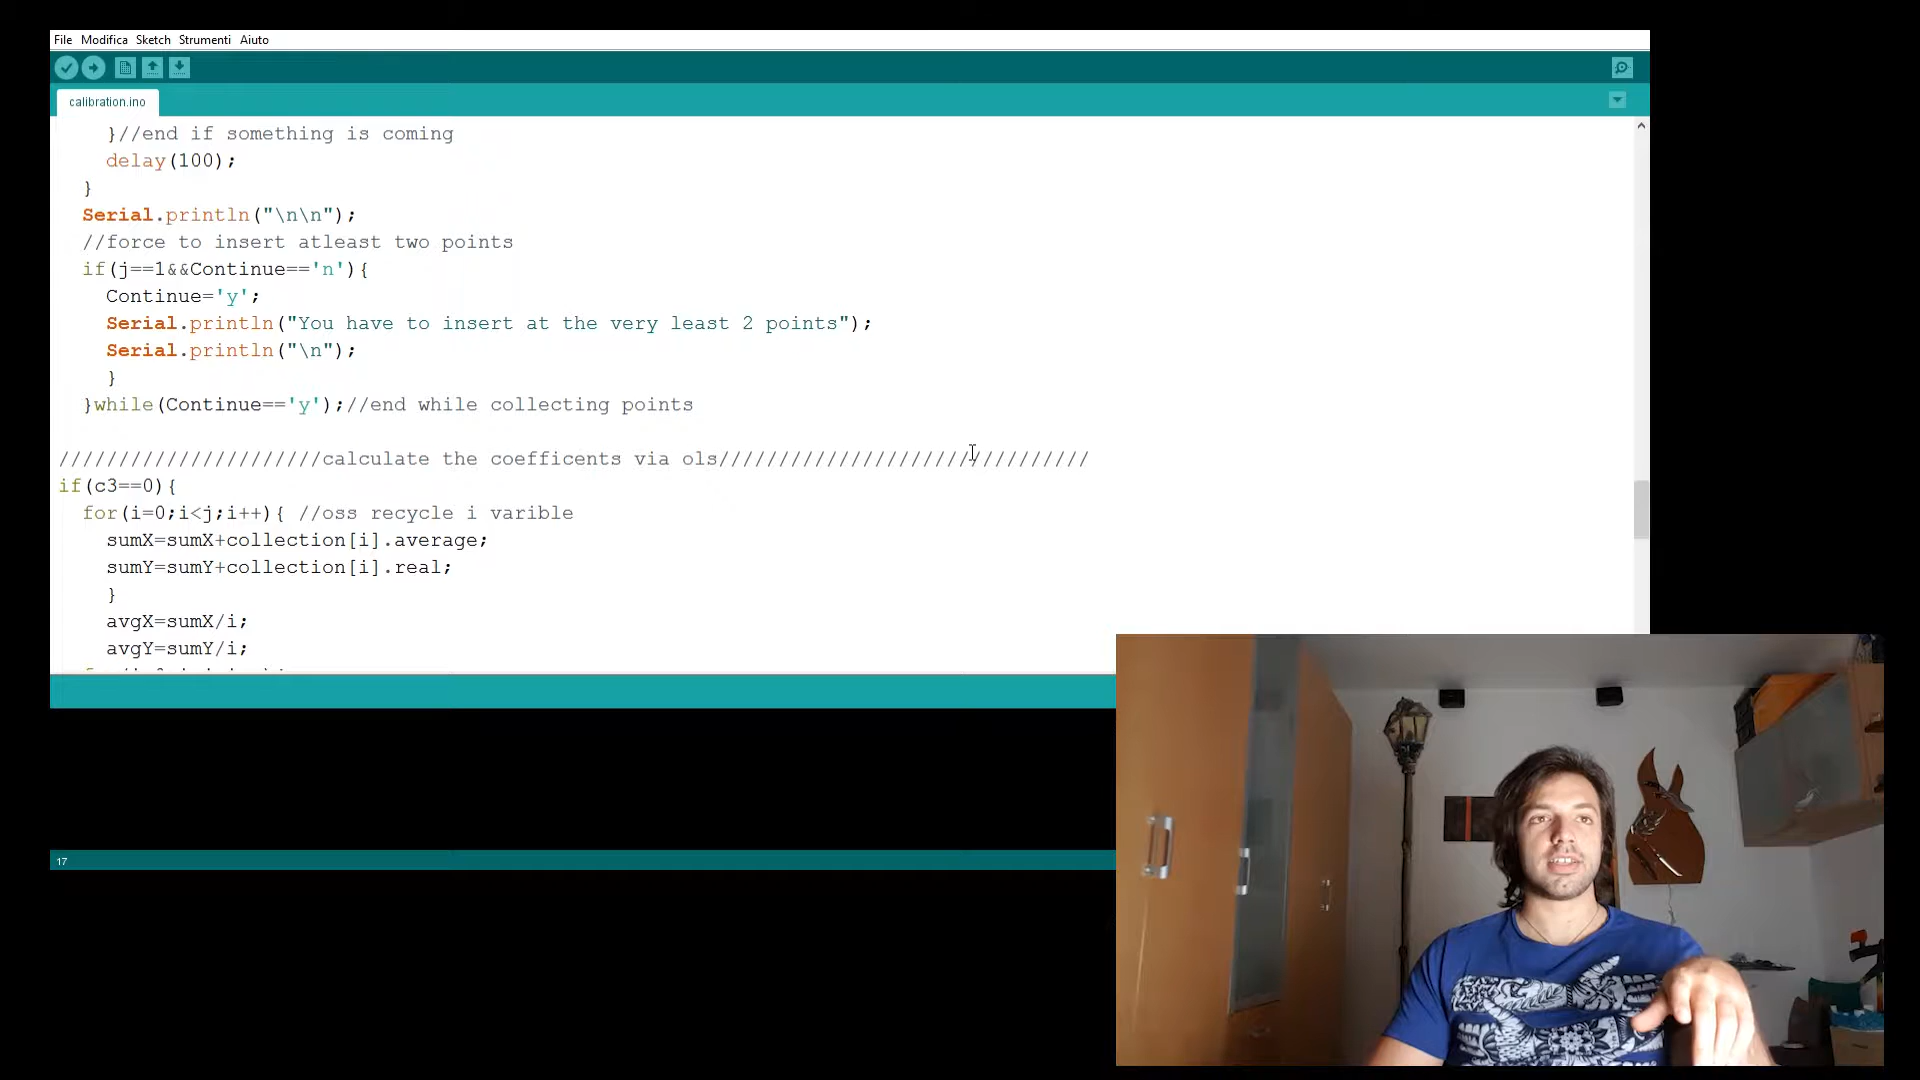 File Modifica Sketch Strumenti Aiuto
calibration.ino
}//end if something is coming
delay(100);
}
Serial.println("\n\n");
//force to insert atleast two points
if(j==1&&Continue=='n'){
Continue='y';
Serial.println("You have to insert at the very least 2 points");
Serial.println("\n");
}
}while(Continue=='y');//end while collecting points
//////////////////////calculate the coefficents via ols///////////////////////////////
if(c3==0){
for(i=0;i<j;i++){ //oss recycle i varible
sumX=sumX+collection[i].average;
sumY=sumY+collection[i].real;
}
avgX=sumX/i;
avgY=sumY/i;
17